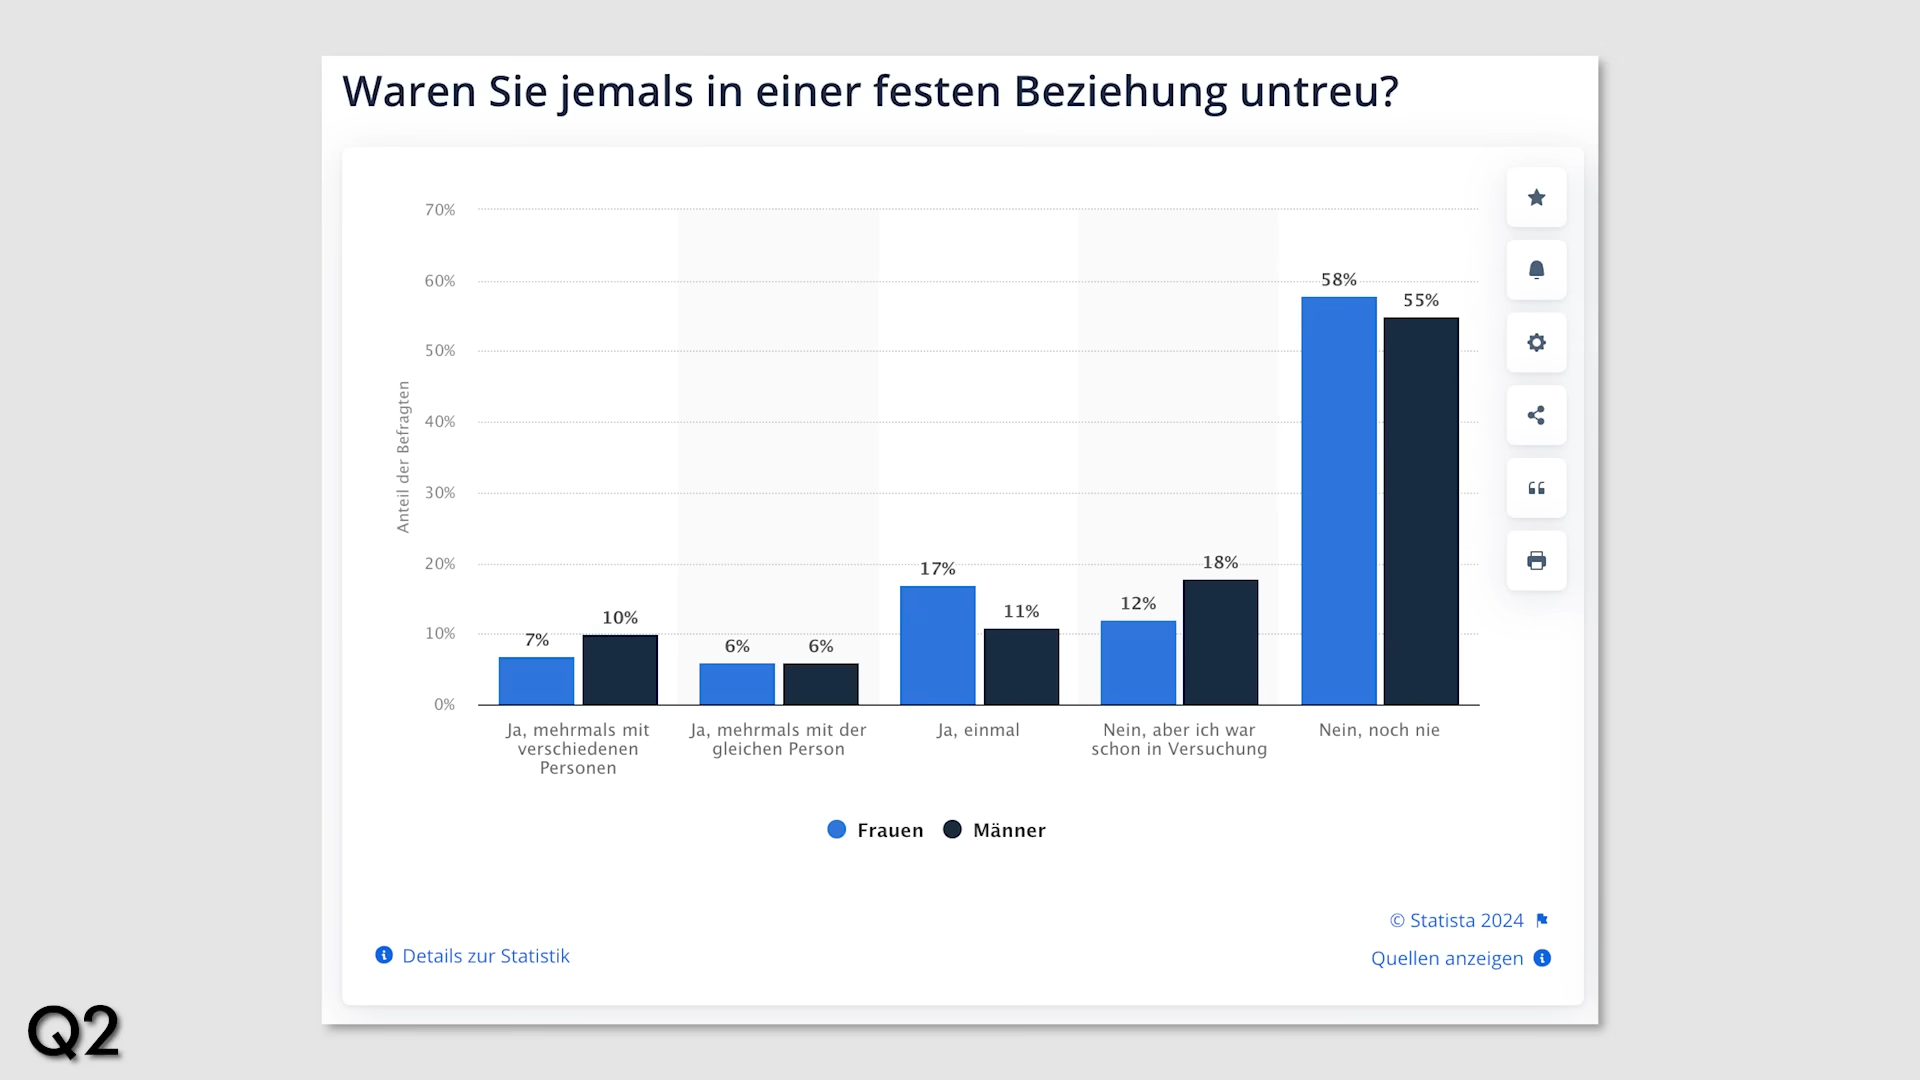 Waren Sie jemals in einer festen Beziehung untreu?
70%
60%
50%
40%
30%
20%
10%
0%
Anteil der Befragten
7%
10%
6%
6%
17%
11%
12%
18%
58%
55%
Ja, mehrmals mit
verschiedenen
Personen
Ja, mehrmals mit der
gleichen Person
Ja, einmal
Nein, aber ich war
schon in Versuchung
Nein, noch nie
Frauen
Männer
© Statista 2024
Details zur Statistik
Quellen anzeigen
Q2